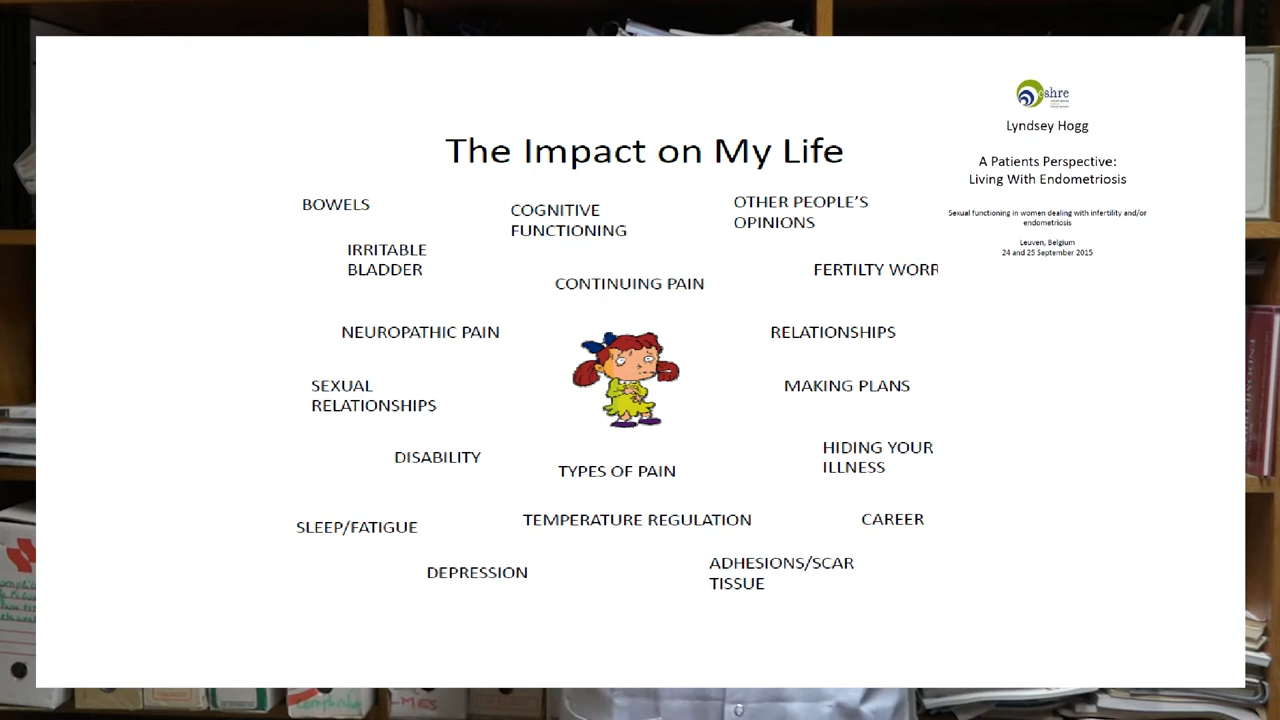 eshre
Lyndsey Hogg
A Patients Perspective:
Living With Endometriosis
Sexual functioning in women dealing with infertility and/or
endometriosis
Leuven, Belgium
24 and 25 September 2015
The Impact on My Life
BOWELS
COGNITIVE
FUNCTIONING
OTHER PEOPLE'S
OPINIONS
IRRITABLE
BLADDER
CONTINUING PAIN
FERTILTY WORR
NEUROPATHIC PAIN
RELATIONSHIPS
SEXUAL
RELATIONSHIPS
MAKING PLANS
DISABILITY
TYPES OF PAIN
HIDING YOUR
ILLNESS
SLEEP/FATIGUE
TEMPERATURE REGULATION
CAREER
DEPRESSION
ADHESIONS/SCAR
TISSUE